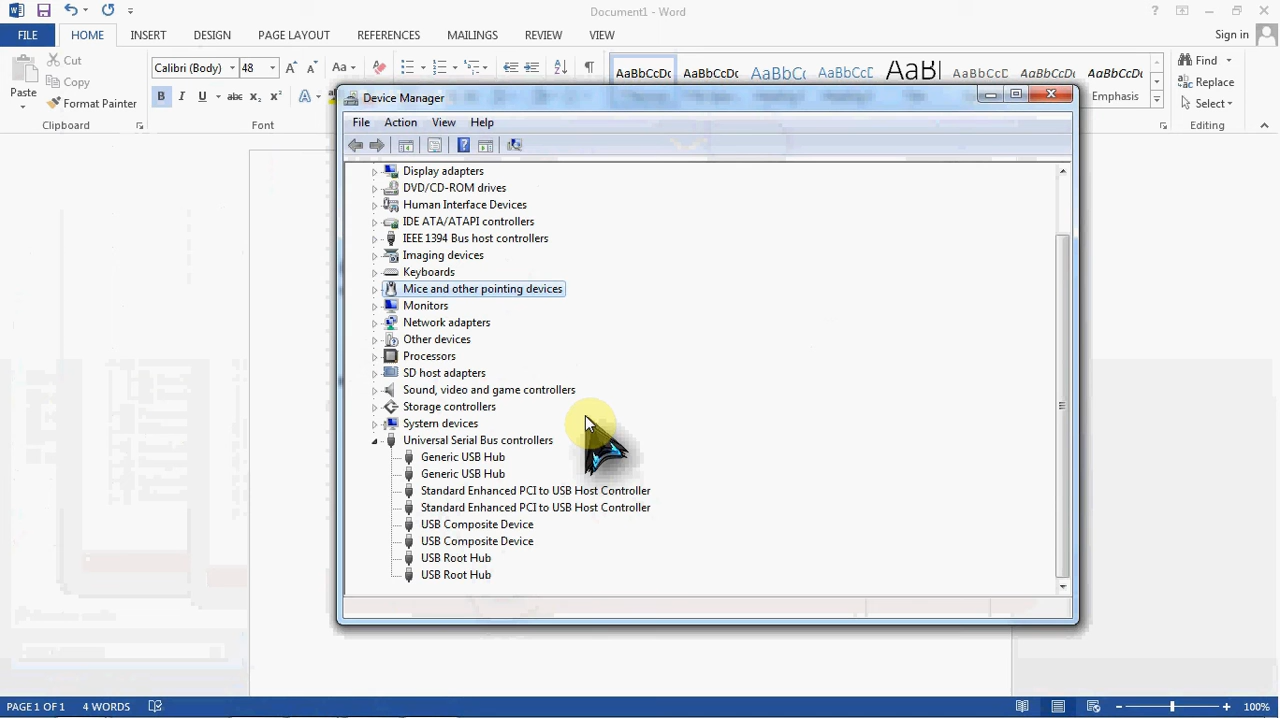 Document1 - Word
Sign in
FILE HOME INSERT DESIGN PAGE LAYOUT REFERENCES MAILINGS REVIEW VIEW
Paste
Cut
Copy
Format Painter
Clipboard
Calibri (Body) 48
Aa
B I U abc x₂ x² A
Font
AaBbCcDc AaBbCcDc AaBbCc AaBbCc AaBl AaBbCcD AaBbCcDc AaBbCcDc
Emphasis
Find
Replace
Select
Editing
Device Manager
File Action View Help
Display adapters
DVD/CD-ROM drives
Human Interface Devices
IDE ATA/ATAPI controllers
IEEE 1394 Bus host controllers
Imaging devices
Keyboards
Mice and other pointing devices
Monitors
Network adapters
Other devices
Processors
SD host adapters
Sound, video and game controllers
Storage controllers
System devices
Universal Serial Bus controllers
Generic USB Hub
Generic USB Hub
Standard Enhanced PCI to USB Host Controller
Standard Enhanced PCI to USB Host Controller
USB Composite Device
USB Composite Device
USB Root Hub
USB Root Hub
PAGE 1 OF 1 4 WORDS
100%